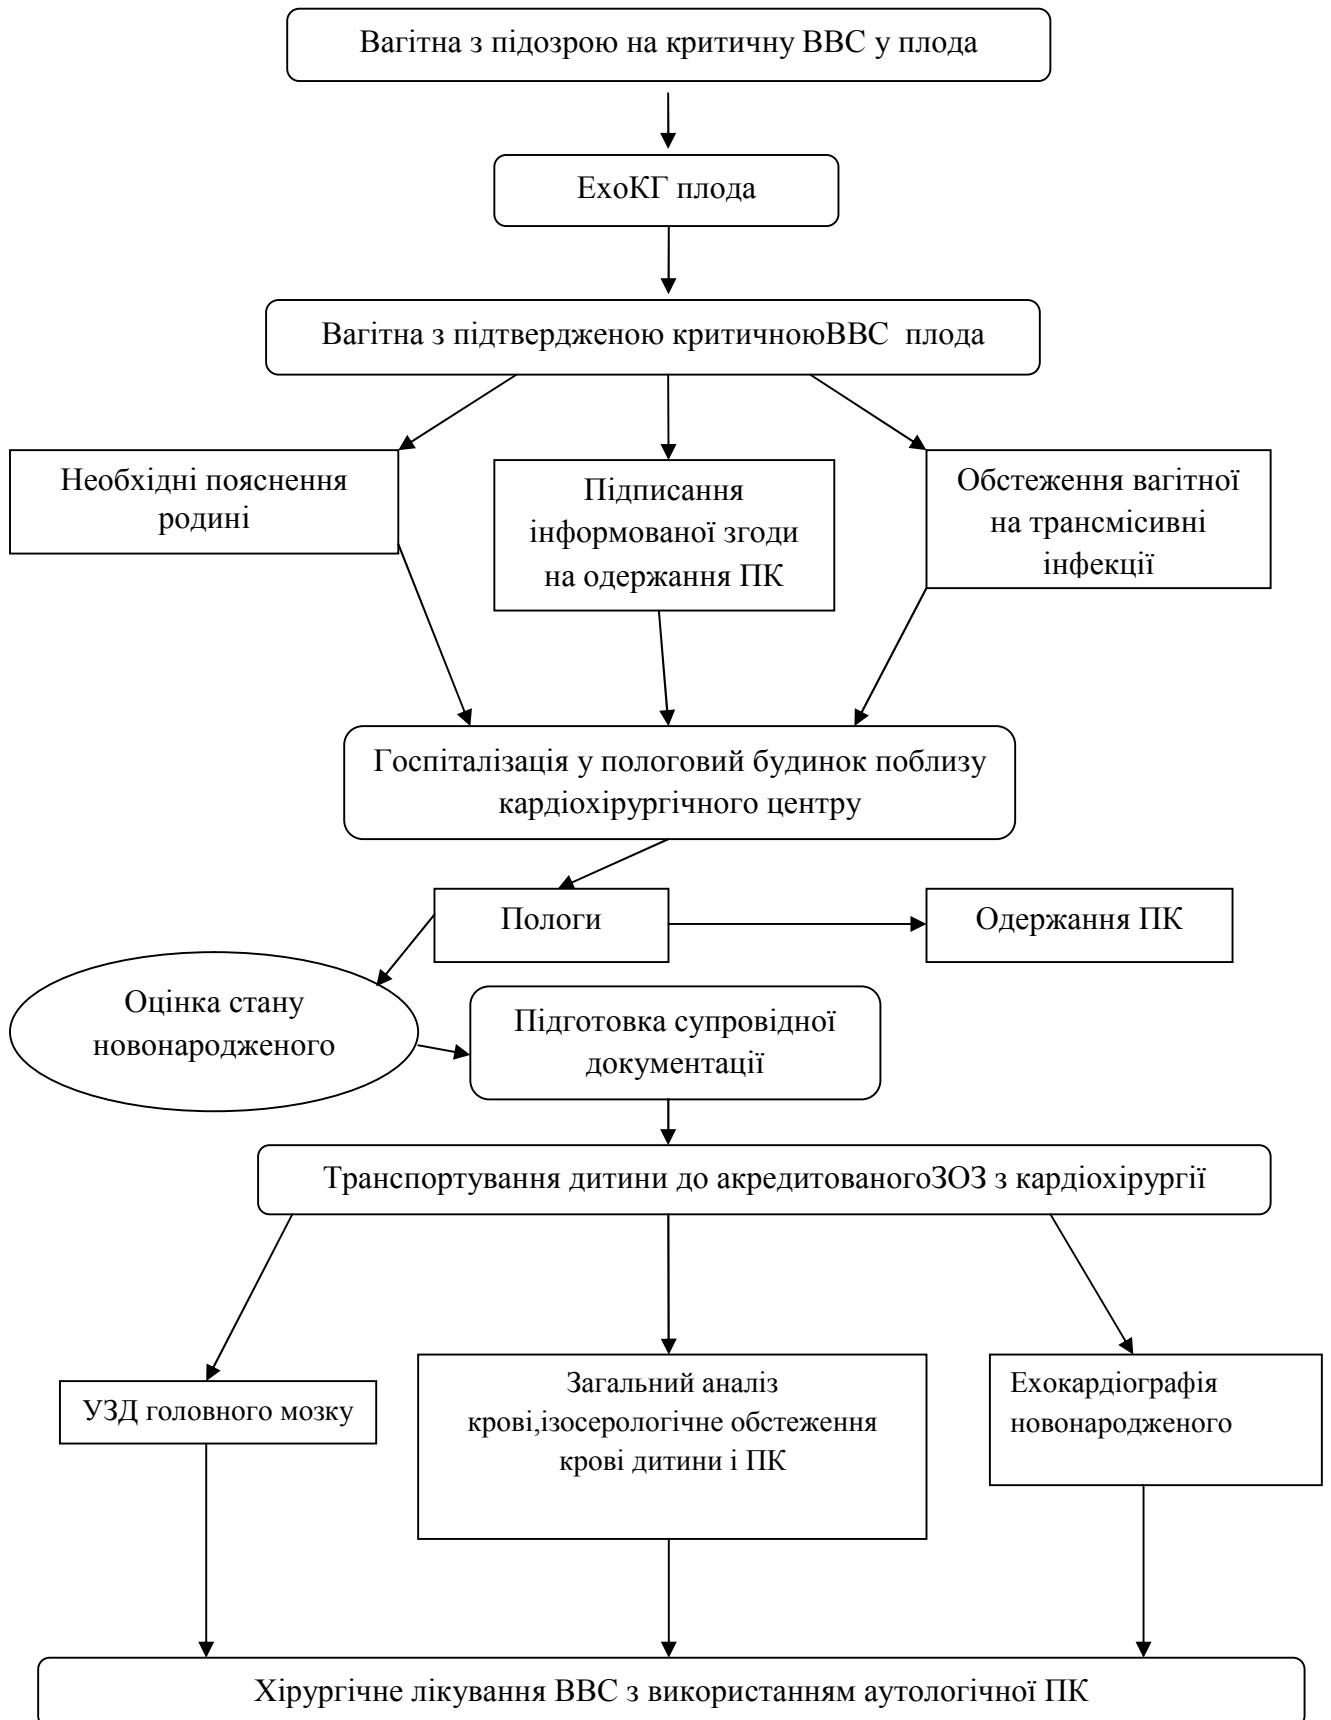 Вагітна з підозрою на критичну ВВС у плода
ЕхоКГ плода
Вагітна з підтвердженою критичноюВВС плода
Необхідні пояснення
родині
Підписання
інформованої згоди
на одержання ПК
Обстеження вагітної
на трансмісивні
інфекції
Госпіталізація у пологовий будинок поблизу
кардіохірургічного центру
Пологи
Одержання ПК
Оцінка стану
новонародженого
Підготовка супровідної
документації
Транспортування дитини до акредитованогоЗОЗ з кардіохірургії
УЗД головного мозку
Загальний аналіз
крові,ізосерологічне обстеження
крові дитини і ПК
Ехокардіографія
новонародженого
Хірургічне лікування ВВС з використанням аутологічної ПК